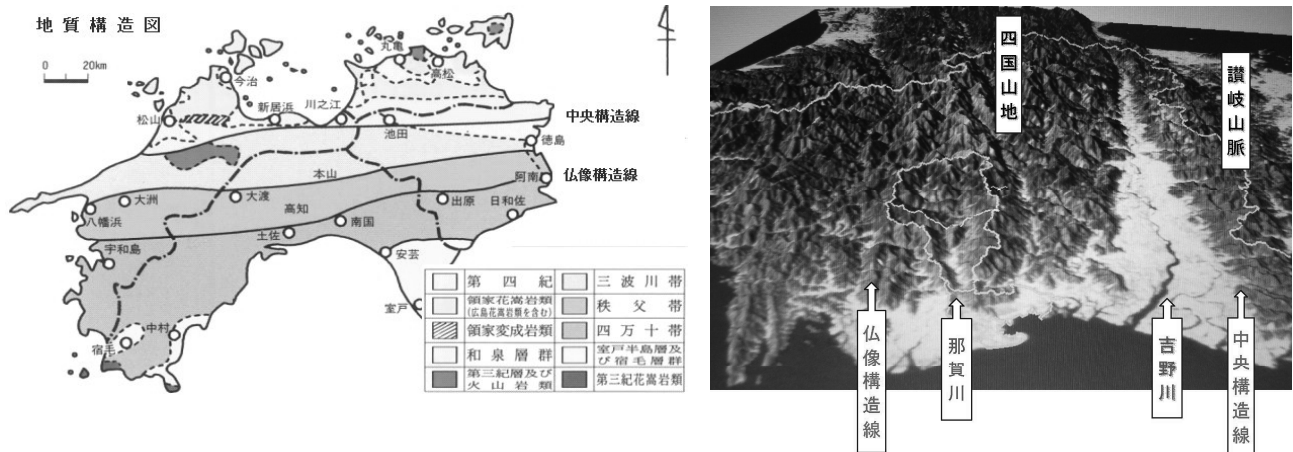 地質構造図
0 20km
丸亀
高松
今治
新居浜
川之江
松山
池田
中央構造線
徳島
本山
仏像構造線
阿南
大洲
大渡
出原
日和佐
八幡浜
高知
南国
土佐
宇和島
安芸
室戸
中村
宿毛
第四紀
三波川帯
領家花崗岩類
(広島花崗岩類を含む)
秩父帯
領家変成岩類
四万十帯
和泉層群
室戸半島層及
び宿毛層群
第三紀層及び
火山岩類
第三紀花崗岩類
四国山地
讃岐山脈
仏像構造線
那賀川
吉野川
中央構造線